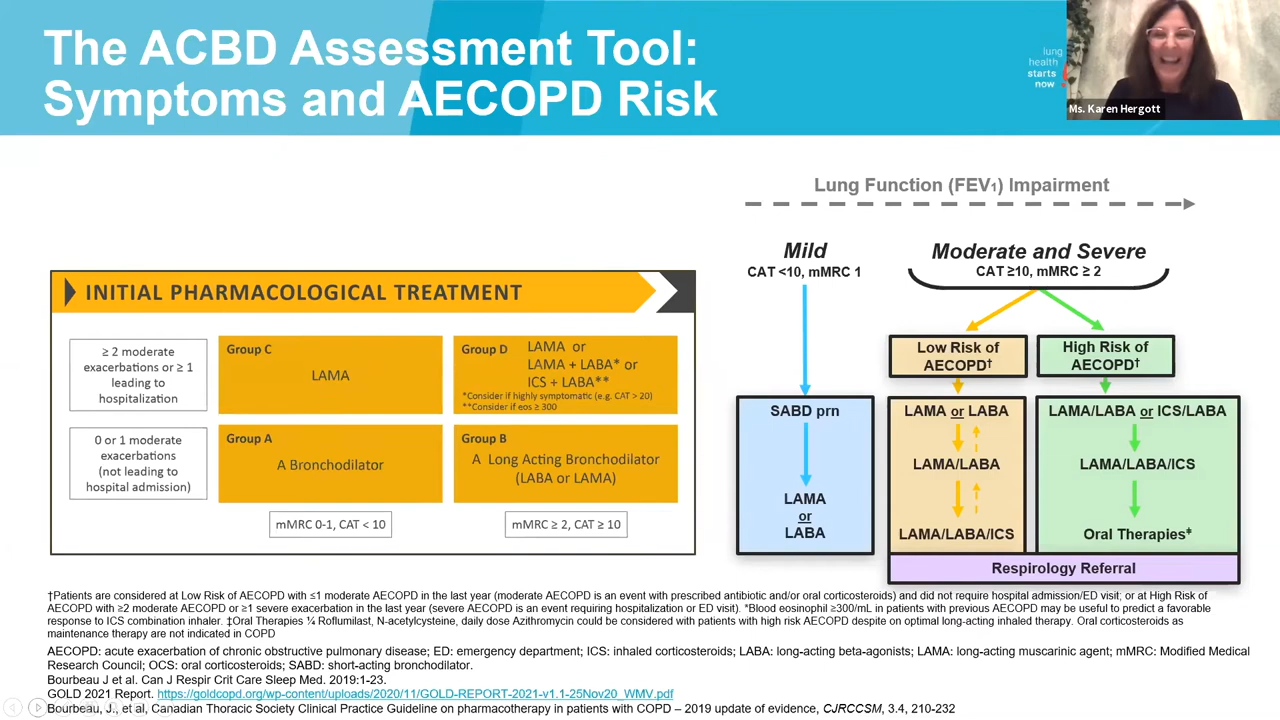 The ACBD Assessment Tool:
Symptoms and AECOPD Risk
lung
health
starts
now
Ms. Karen Hergott
INITIAL PHARMACOLOGICAL TREATMENT
≥ 2 moderate
exacerbations or ≥ 1
leading to
hospitalization
Group C
LAMA
Group D
LAMA or
LAMA + LABA* or
ICS + LABA**
*Consider if highly symptomatic (e.g. CAT > 20)
**Consider if eos ≥ 300
0 or 1 moderate
exacerbations
(not leading to
hospital admission)
Group A
A Bronchodilator
Group B
A Long Acting Bronchodilator
(LABA or LAMA)
mMRC 0-1, CAT < 10
mMRC ≥ 2, CAT ≥ 10
Lung Function (FEV₁) Impairment
Mild
CAT <10, mMRC 1
Moderate and Severe
CAT ≥10, mMRC ≥ 2
Low Risk of
AECOPD†
High Risk of
AECOPD†
SABD prn
LAMA
or
LABA
LAMA or LABA
LAMA/LABA
LAMA/LABA/ICS
LAMA/LABA or ICS/LABA
LAMA/LABA/ICS
Oral Therapies‡
Respirology Referral
†Patients are considered at Low Risk of AECOPD with ≤1 moderate AECOPD in the last year (moderate AECOPD is an event with prescribed antibiotic and/or oral corticosteroids) and did not require hospital admission/ED visit; or at High Risk of
AECOPD with ≥2 moderate AECOPD or ≥1 severe exacerbation in the last year (severe AECOPD is an event requiring hospitalization or ED visit). *Blood eosinophil ≥300/mL in patients with previous AECOPD may be useful to predict a favorable
response to ICS combination inhaler. ‡Oral Therapies ¼ Roflumilast, N-acetylcysteine, daily dose Azithromycin could be considered with patients with high risk AECOPD despite on optimal long-acting inhaled therapy. Oral corticosteroids as
maintenance therapy are not indicated in COPD
AECOPD: acute exacerbation of chronic obstructive pulmonary disease; ED: emergency department; ICS: inhaled corticosteroids; LABA: long-acting beta-agonists; LAMA: long-acting muscarinic agent; mMRC: Modified Medical
Research Council; OCS: oral corticosteroids; SABD: short-acting bronchodilator.
Bourbeau J et al. Can J Respir Crit Care Sleep Med. 2019:1-23.
GOLD 2021 Report. https://goldcopd.org/wp-content/uploads/2020/11/GOLD-REPORT-2021-v1.1-25Nov20_WMV.pdf
Bourbeau, J., et al, Canadian Thoracic Society Clinical Practice Guideline on pharmacotherapy in patients with COPD – 2019 update of evidence, CJRCCSM, 3.4, 210-232